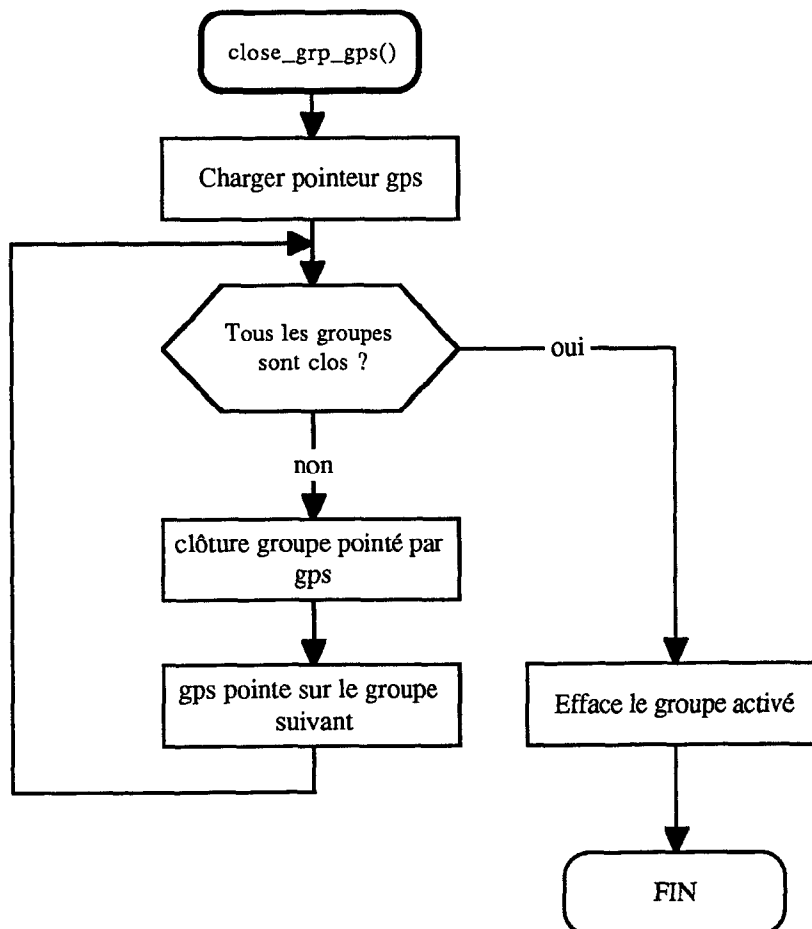 close_grp_gps()
Charger pointeur gps
Tous les groupes
sont clos ?
oui
non
clôture groupe pointé par
gps
gps pointe sur le groupe
suivant
Efface le groupe activé
FIN